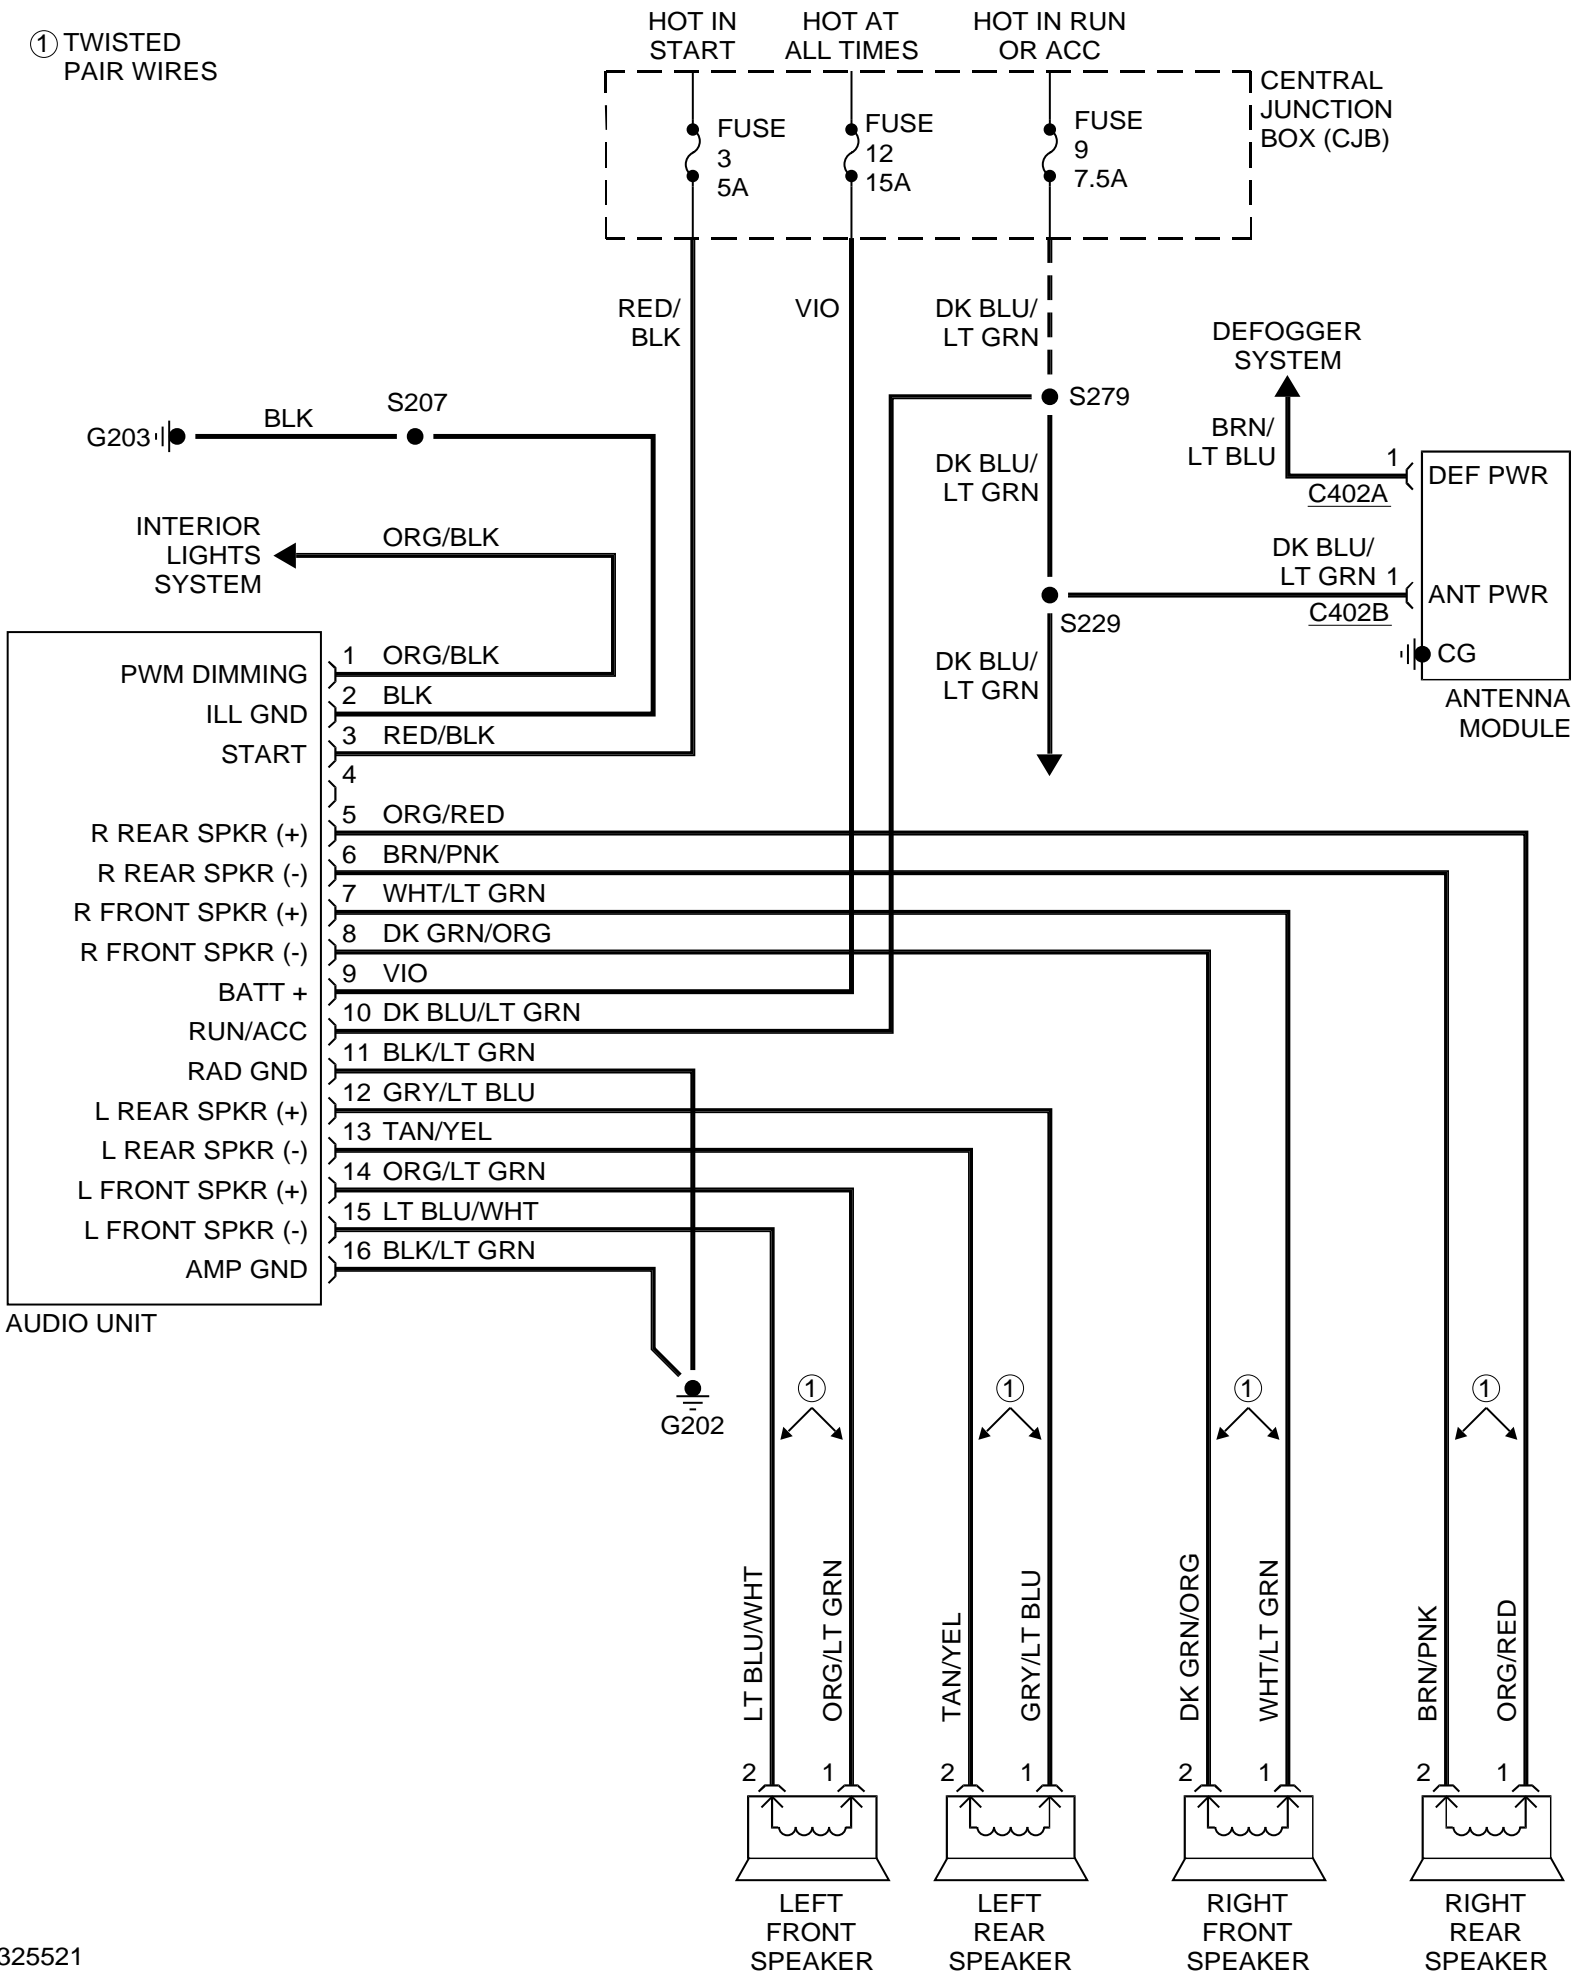 ① TWISTED
PAIR WIRES
HOT IN
START
HOT AT
ALL TIMES
HOT IN RUN
OR ACC
CENTRAL
JUNCTION
BOX (CJB)
FUSE
3
5A
FUSE
12
15A
FUSE
9
7.5A
RED/
BLK
VIO
DK BLU/
LT GRN
DEFOGGER
SYSTEM
S207
BLK
G203
S279
BRN/
LT BLU
DK BLU/
LT GRN
1
C402A
DEF PWR
INTERIOR
LIGHTS
SYSTEM
ORG/BLK
DK BLU/
LT GRN 1
C402B
ANT PWR
S229
CG
DK BLU/
LT GRN
ANTENNA
MODULE
PWM DIMMING 1 ORG/BLK
ILL GND 2 BLK
START 3 RED/BLK
4
R REAR SPKR (+) 5 ORG/RED
R REAR SPKR (-) 6 BRN/PNK
R FRONT SPKR (+) 7 WHT/LT GRN
R FRONT SPKR (-) 8 DK GRN/ORG
BATT + 9 VIO
RUN/ACC 10 DK BLU/LT GRN
RAD GND 11 BLK/LT GRN
L REAR SPKR (+) 12 GRY/LT BLU
L REAR SPKR (-) 13 TAN/YEL
L FRONT SPKR (+) 14 ORG/LT GRN
L FRONT SPKR (-) 15 LT BLU/WHT
AMP GND 16 BLK/LT GRN
AUDIO UNIT
G202
① ① ① ①
LT BLU/WHT
ORG/LT GRN
TAN/YEL
GRY/LT BLU
DK GRN/ORG
WHT/LT GRN
BRN/PNK
ORG/RED
2 1 2 1 2 1 2 1
LEFT
FRONT
SPEAKER
LEFT
REAR
SPEAKER
RIGHT
FRONT
SPEAKER
RIGHT
REAR
SPEAKER
325521